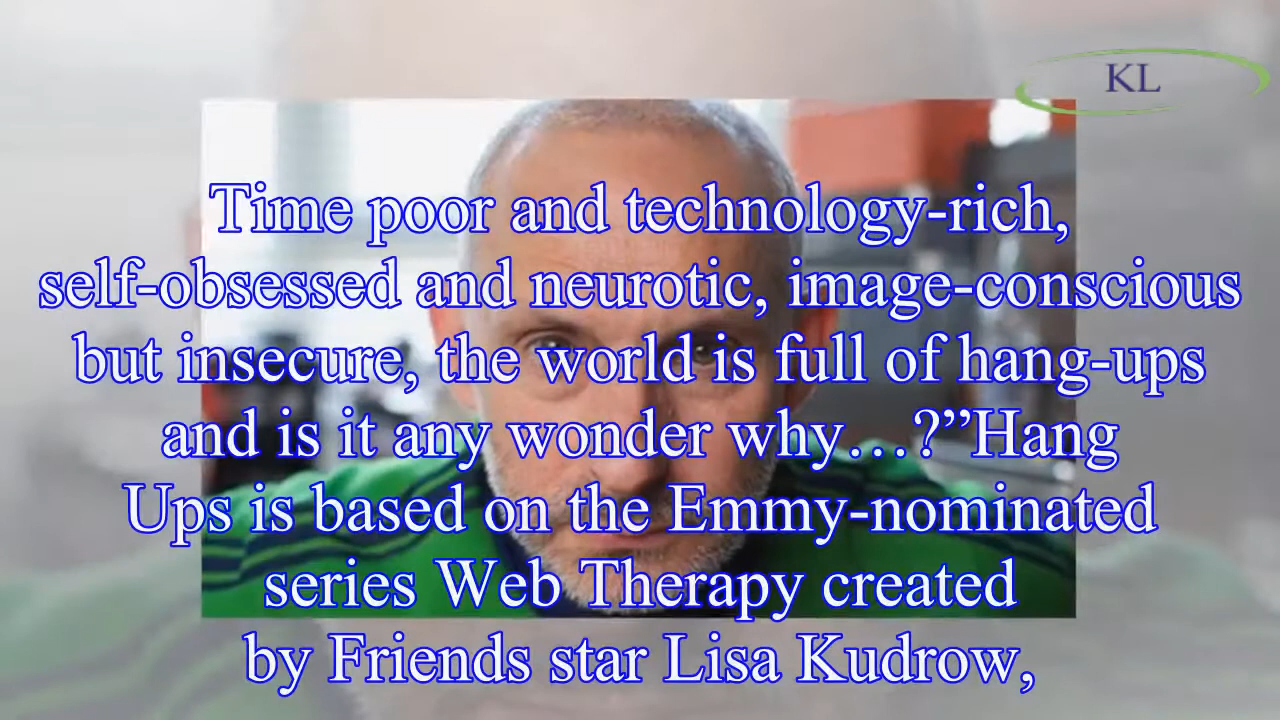 KL
Time poor and technology-rich,
self-obsessed and neurotic, image-conscious
but insecure, the world is full of hang-ups
and is it any wonder why…?”Hang
Ups is based on the Emmy-nominated
series Web Therapy created
by Friends star Lisa Kudrow,